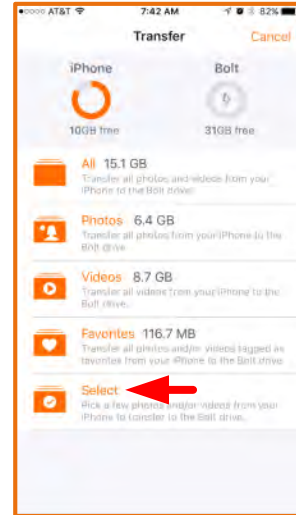 AT&T 7:42 AM 82%
Transfer Cancel
iPhone Bolt
10GB free 31GB free
All 15.1 GB
Transfer all photos and videos from your
iPhone to the Bolt drive.
Photos 6.4 GB
Transfer all photos from your iPhone to the
Bolt drive.
Videos 8.7 GB
Transfer all videos from your iPhone to the
Bolt drive.
Favorites 116.7 MB
Transfer all photos and/or videos tagged as
favorites from your iPhone to the Bolt drive.
Select
Pick a few photos and/or videos from your
iPhone to transfer to the Bolt drive.